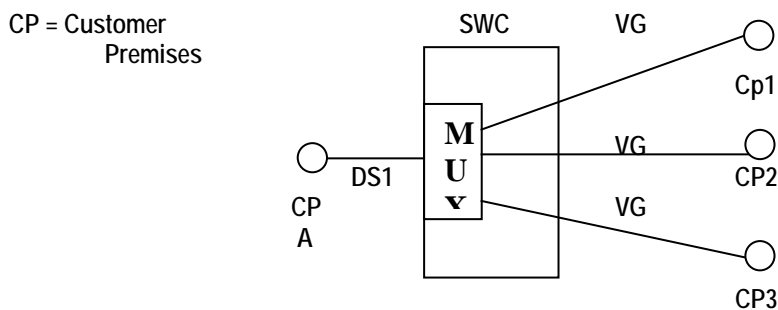 CP = Customer
Premises
SWC
VG
Cp1
M
U
X
VG
CP2
DS1
CP
A
VG
CP3